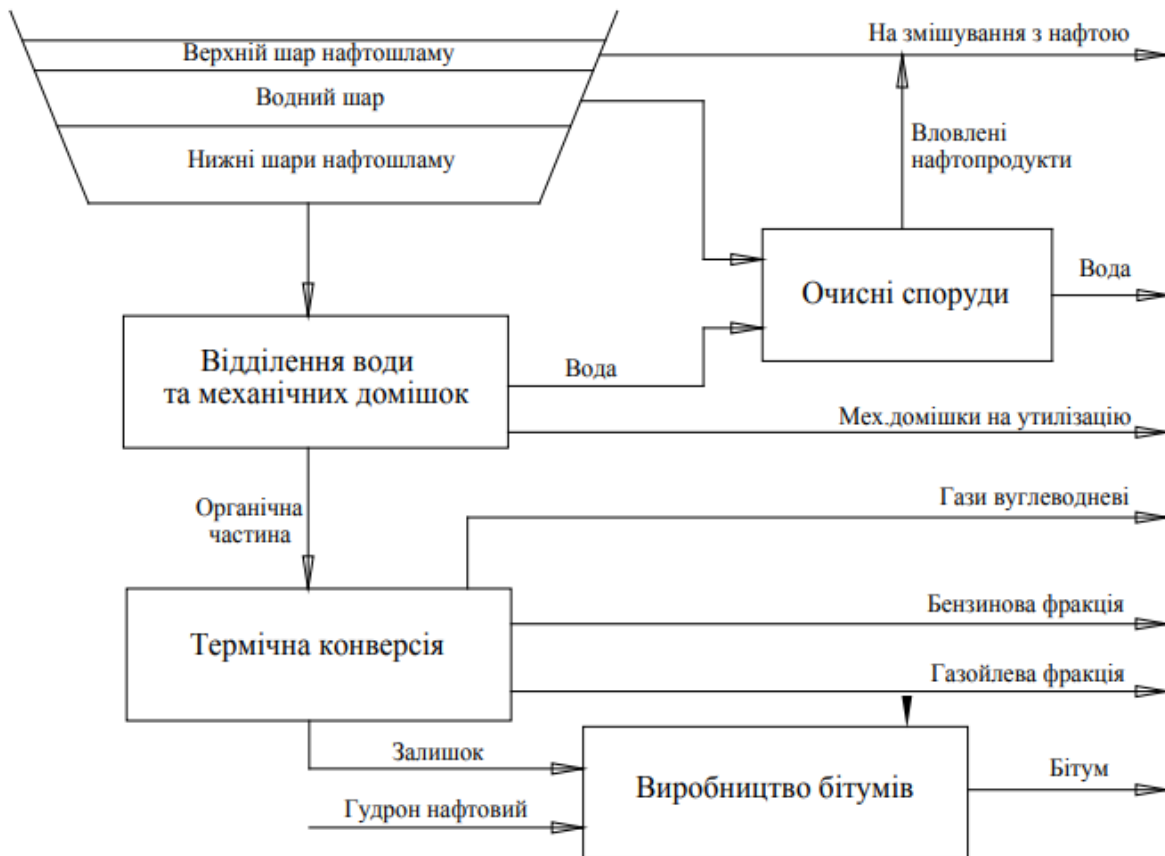 Верхній шар нафтошламу
На змішування з нафтою
Водний шар
Вловлені
нафтопродукти
Нижні шари нафтошламу
Очисні споруди
Вода
Відділення води
та механічних домішок
Вода
Мех.домішки на утилізацію
Органічна
частина
Гази вуглеводневі
Бензинова фракція
Термічна конверсія
Газойлева фракція
Залишок
Виробництво бітумів
Бітум
Гудрон нафтовий